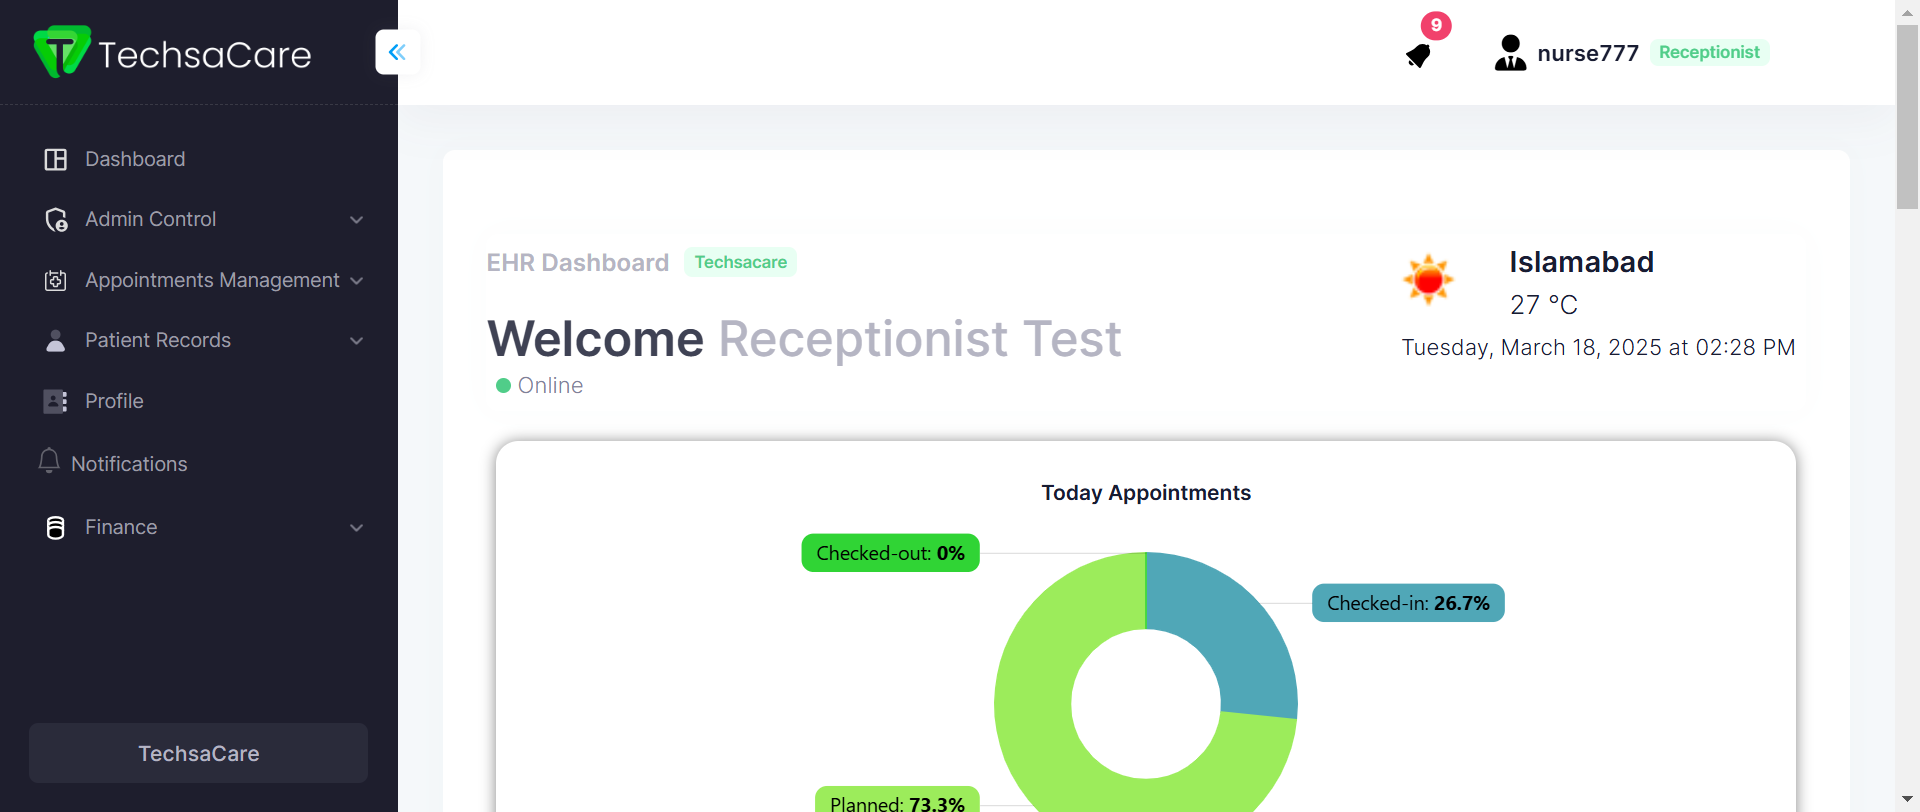 TechsaCare
9
nurse777 Receptionist
Dashboard
Admin Control
Appointments Management
Patient Records
Profile
Notifications
Finance
TechsaCare
EHR Dashboard Techsacare
Welcome Receptionist Test
Online
Islamabad
27 °C
Tuesday, March 18, 2025 at 02:28 PM
Today Appointments
Checked-out: 0%
Checked-in: 26.7%
Planned: 73.3%